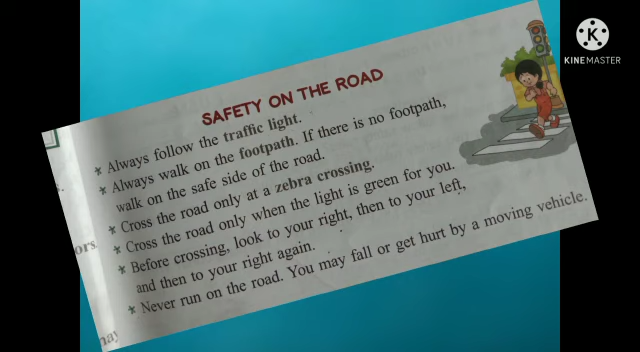 K
KINEMASTER
SAFETY ON THE ROAD
* Always follow the traffic light.
* Always walk on the footpath. If there is no footpath,
walk on the safe side of the road.
* Cross the road only at a zebra crossing.
* Cross the road only when the light is green for you.
* Before crossing, look to your right, then to your left,
and then to your right again.
* Never run on the road. You may fall or get hurt by a moving vehicle.
ors.